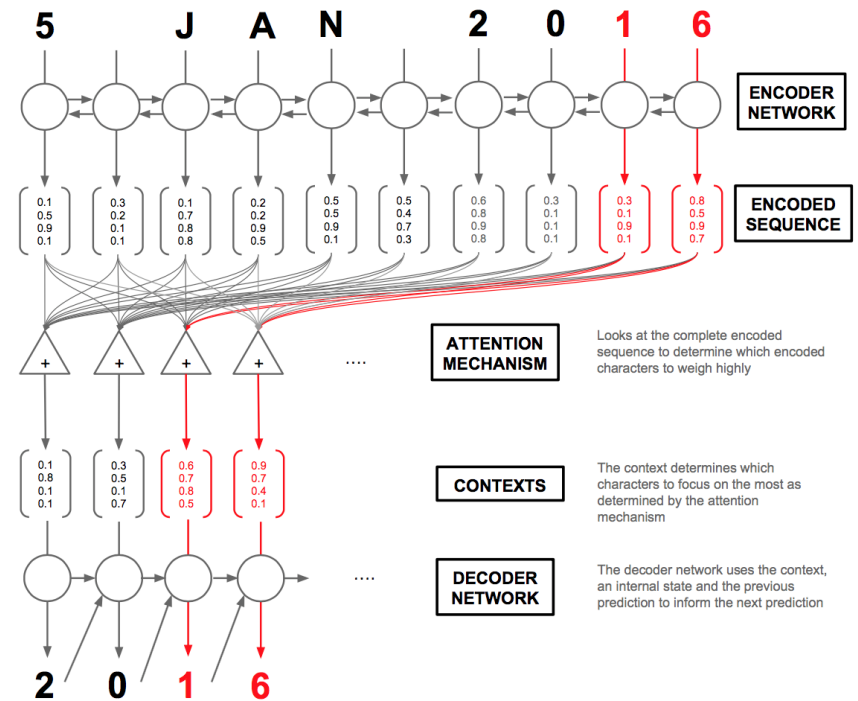 5 J A N 2 0 1 6
ENCODER
NETWORK
0.1 0.3 0.1 0.2 0.5 0.5 0.6 0.3 0.3 0.8
0.5 0.2 0.7 0.2 0.5 0.4 0.8 0.1 0.1 0.5
0.9 0.1 0.8 0.9 0.9 0.7 0.9 0.1 0.9 0.9
0.1 0.1 0.8 0.5 0.1 0.3 0.8 0.1 0.1 0.7
ENCODED
SEQUENCE
+ + + + ....
ATTENTION
MECHANISM
Looks at the complete encoded
sequence to determine which encoded
characters to weigh highly
0.1 0.3 0.6 0.9
0.8 0.5 0.7 0.7
0.1 0.1 0.8 0.4
0.1 0.7 0.5 0.1
CONTEXTS
The context determines which
characters to focus on the most as
determined by the attention
mechanism
....
DECODER
NETWORK
The decoder network uses the context,
an internal state and the previous
prediction to inform the next prediction
2 0 1 6